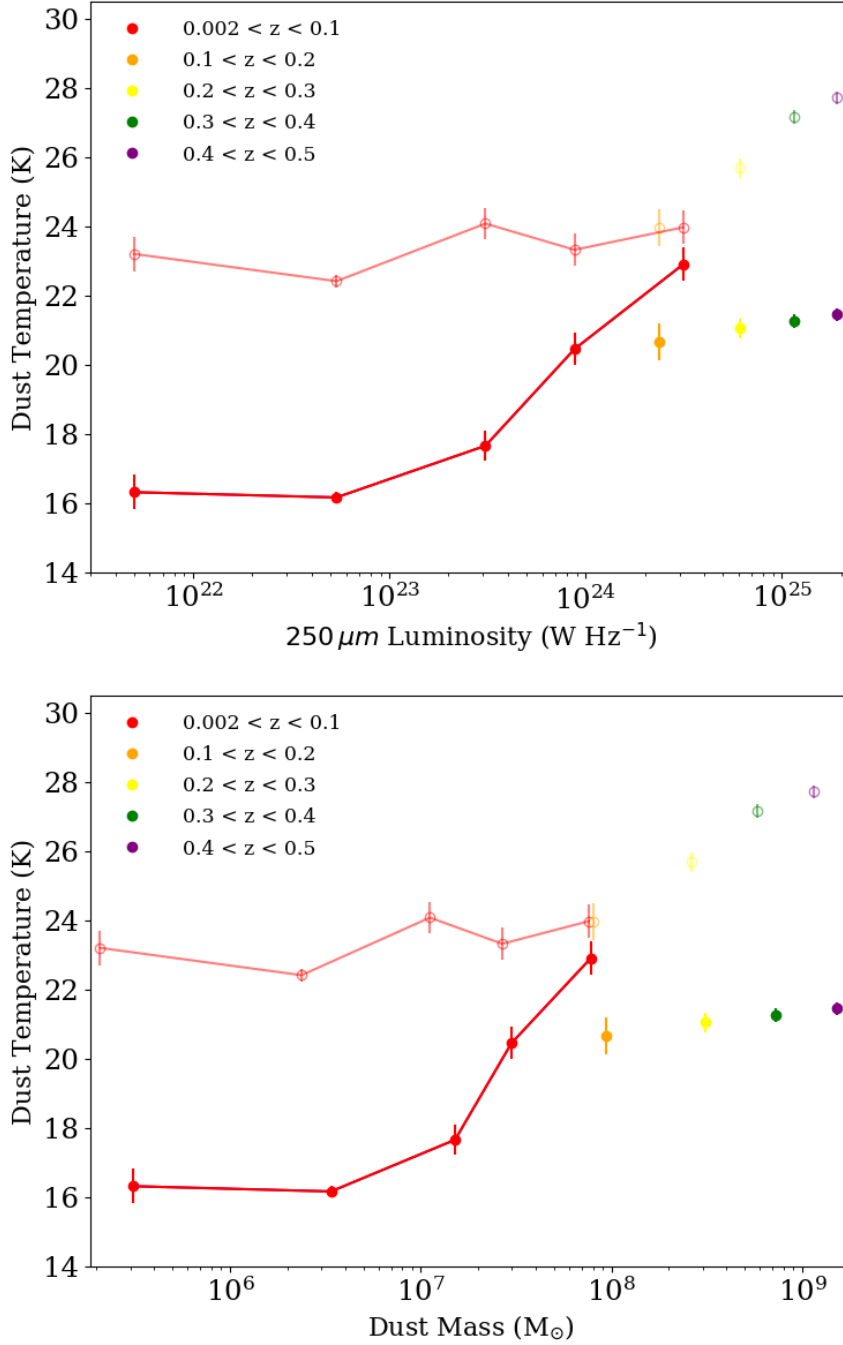 30
28
26
24
22
20
18
16
14
Dust Temperature (K)
0.002 < z < 0.1
0.1 < z < 0.2
0.2 < z < 0.3
0.3 < z < 0.4
0.4 < z < 0.5
10²² 10²³ 10²⁴ 10²⁵
250 μm Luminosity (W Hz⁻¹)
30
28
26
24
22
20
18
16
14
Dust Temperature (K)
0.002 < z < 0.1
0.1 < z < 0.2
0.2 < z < 0.3
0.3 < z < 0.4
0.4 < z < 0.5
10⁶ 10⁷ 10⁸ 10⁹
Dust Mass (M☉)